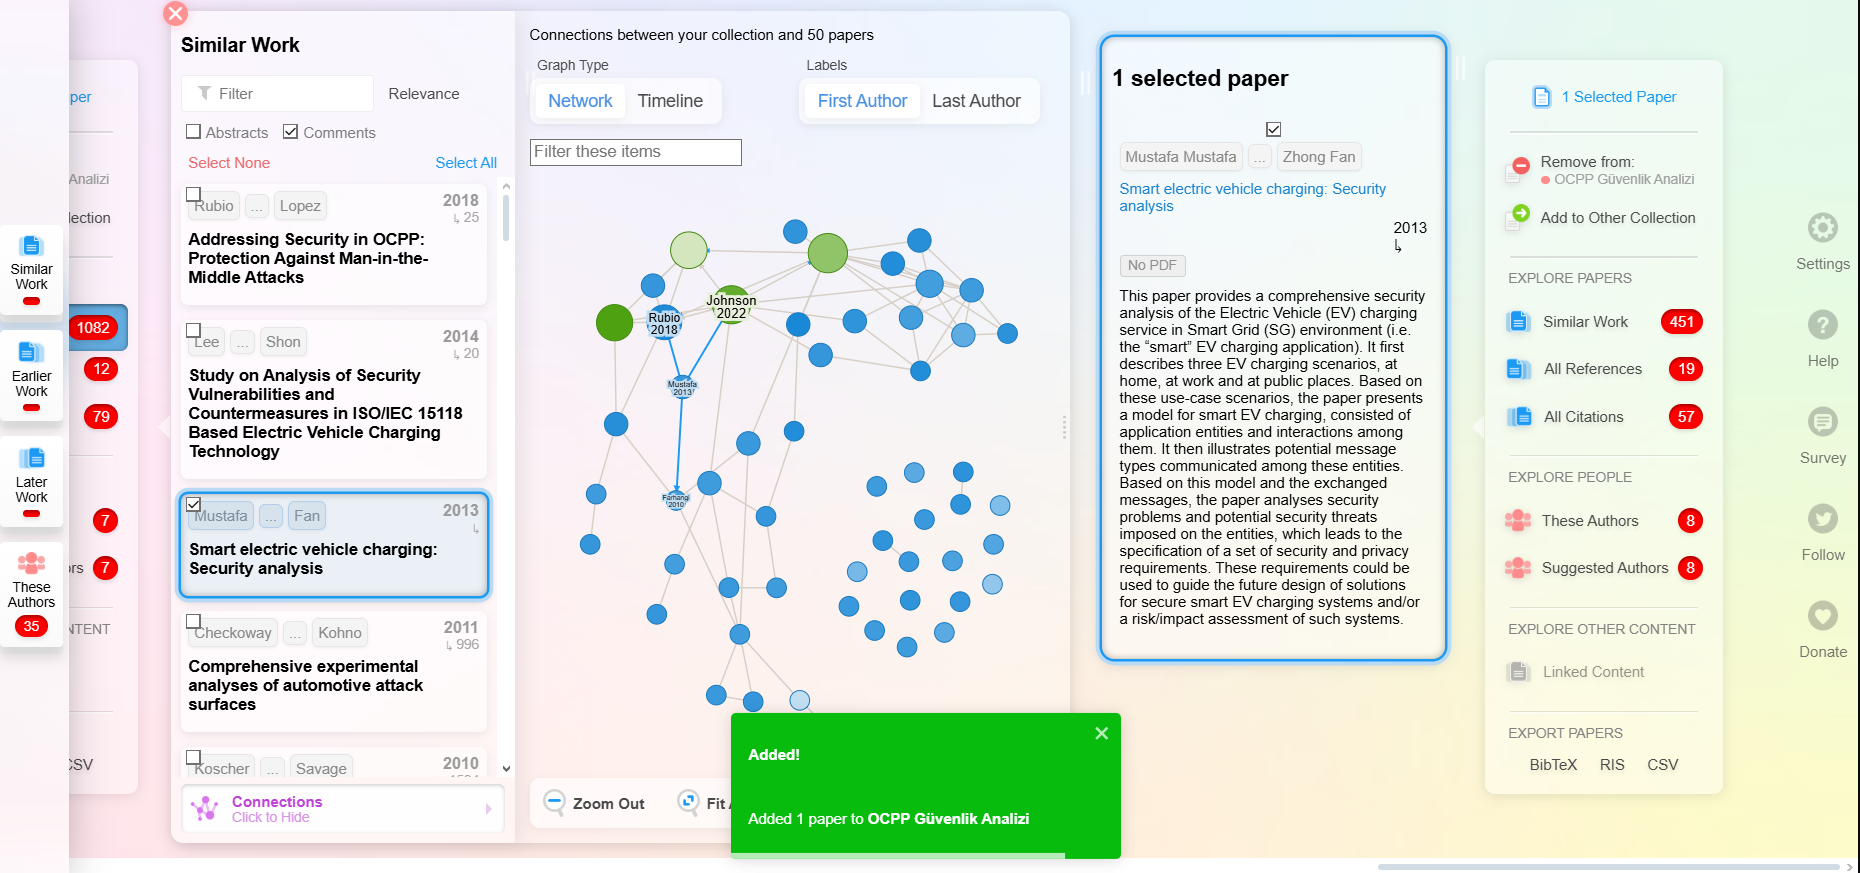 Similar
Work
Earlier
Work
Later
Work
These
Authors
35
per
Analizi
lection
1082
12
79
7
rs
7
NTENT
CSV
Similar Work
Filter
Relevance
Abstracts
Comments
Select None
Select All
Rubio
...
Lopez
2018
25
Addressing Security in OCPP:
Protection Against Man-in-the-
Middle Attacks
Lee
...
Shon
2014
20
Study on Analysis of Security
Vulnerabilities and
Countermeasures in ISO/IEC 15118
Based Electric Vehicle Charging
Technology
Mustafa
...
Fan
2013
Smart electric vehicle charging:
Security analysis
Checkoway
...
Kohno
2011
996
Comprehensive experimental
analyses of automotive attack
surfaces
Koscher
...
Savage
2010
Connections
Click to Hide
Connections between your collection and 50 papers
Graph Type
Labels
Network
Timeline
First Author
Last Author
Filter these items
Johnson
2022
Rubio
2018
Mustafa
2013
Farhangi
2010
Zoom Out
Fit
Added!
Added 1 paper to OCPP Güvenlik Analizi
1 selected paper
Mustafa Mustafa
...
Zhong Fan
Smart electric vehicle charging: Security
analysis
2013
No PDF
This paper provides a comprehensive security
analysis of the Electric Vehicle (EV) charging
service in Smart Grid (SG) environment (i.e.
the “smart” EV charging application). It first
describes three EV charging scenarios, at
home, at work and at public places. Based on
these use-case scenarios, the paper presents
a model for smart EV charging, consisted of
application entities and interactions among
them. It then illustrates potential message
types communicated among these entities.
Based on this model and the exchanged
messages, the paper analyses security
problems and potential security threats
imposed on the entities, which leads to the
specification of a set of security and privacy
requirements. These requirements could be
used to guide the future design of solutions
for secure smart EV charging systems and/or
a risk/impact assessment of such systems.
1 Selected Paper
Remove from:
OCPP Güvenlik Analizi
Add to Other Collection
EXPLORE PAPERS
Similar Work
451
All References
19
All Citations
57
EXPLORE PEOPLE
These Authors
8
Suggested Authors
8
EXPLORE OTHER CONTENT
Linked Content
EXPORT PAPERS
BibTeX
RIS
CSV
Settings
Help
Survey
Follow
Donate